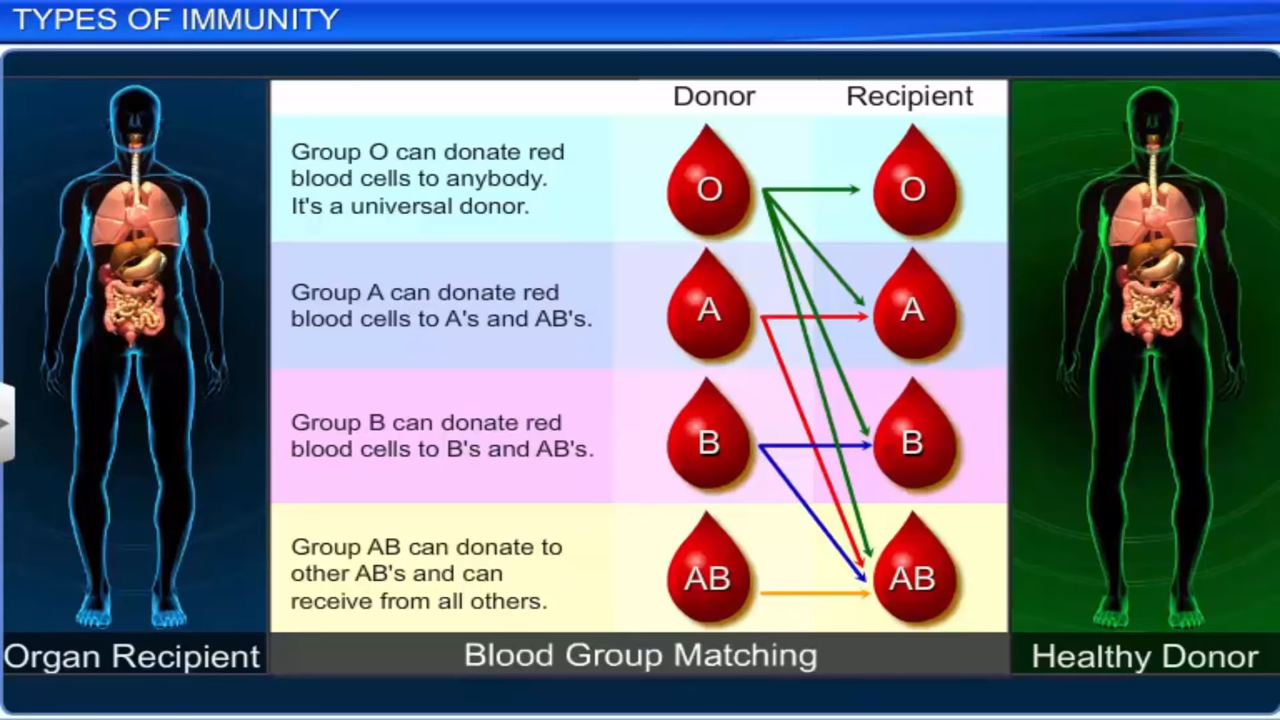 TYPES OF IMMUNITY
Donor
Recipient
Group O can donate red
blood cells to anybody.
It's a universal donor.
O
O
Group A can donate red
blood cells to A's and AB's.
A
A
Group B can donate red
blood cells to B's and AB's.
B
B
Group AB can donate to
other AB's and can
receive from all others.
AB
AB
Organ Recipient
Blood Group Matching
Healthy Donor